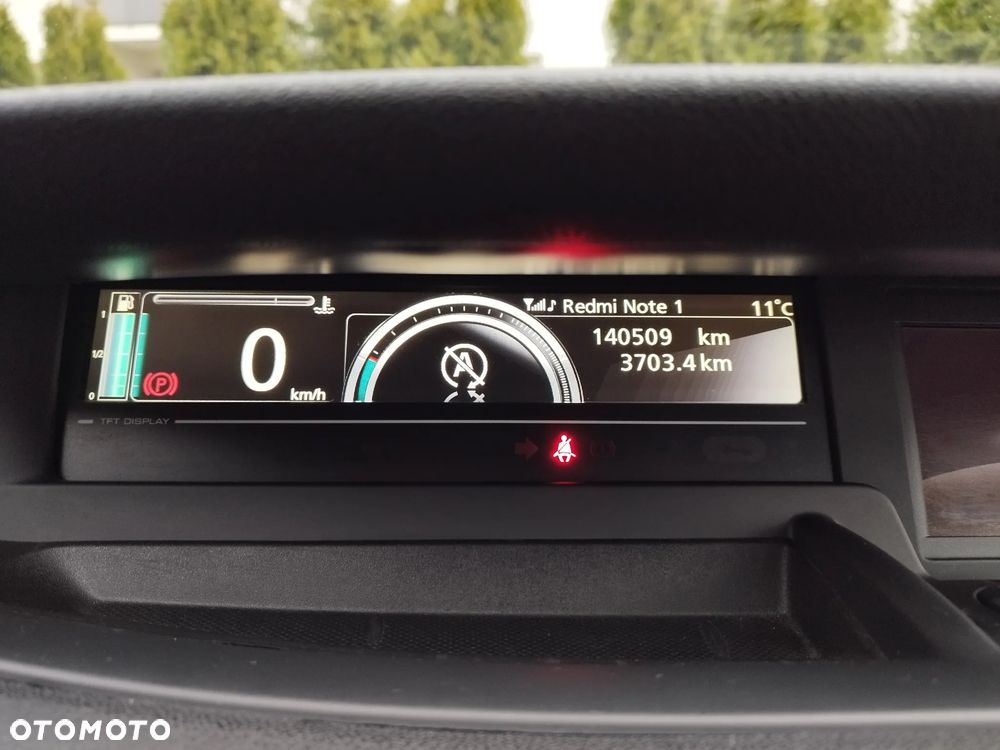 Redmi Note 1
11°C
1
1/2
0
P
0
km/h
A
140509 km
3703.4 km
TFT DISPLAY
OTOMOTO